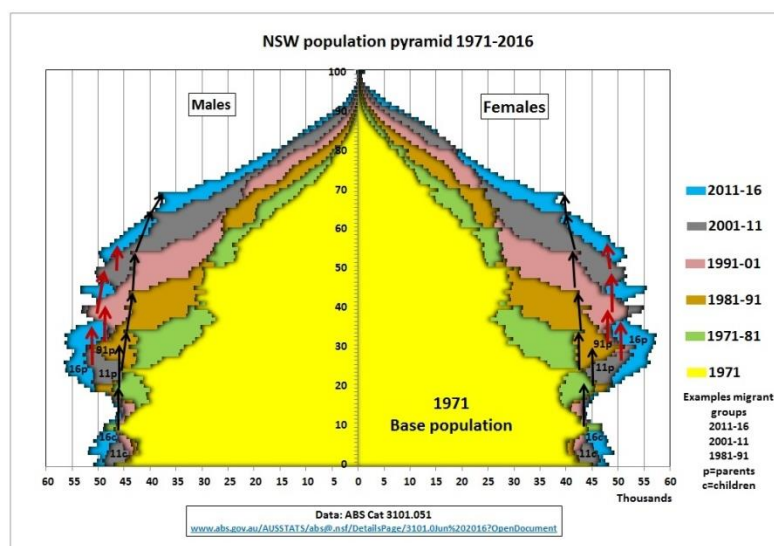 NSW population pyramid 1971-2016
Males
Females
100
90
80
70
60
50
40
30
20
10
0
91p
16p
11p
16c
11c
91p
16p
11p
16c
11c
1971
Base population
60 50 40 35 30 25 20 15 10 5 0 5 10 15 20 25 30 35 40 50 60
Thousands
2011-16
2001-11
1991-01
1981-91
1971-81
1971
Examples migrant
groups
2011-16
2001-11
1981-91
p=parents
c=children
Data: ABS Cat 3101.051
www.abs.gov.au/AUSSTATS/abs@.nsf/DetailsPage/3101.0Jun%202016?OpenDocument